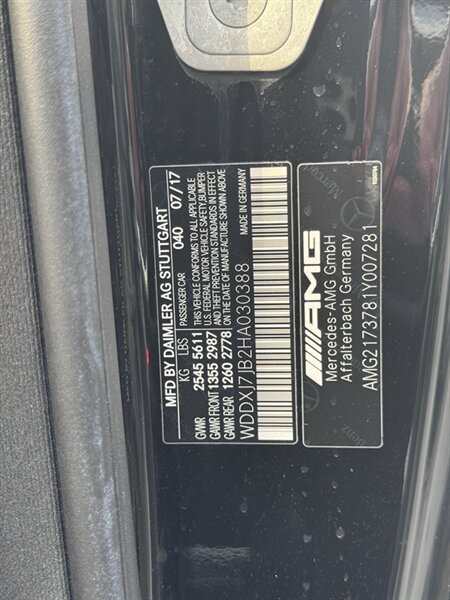 MFD BY DAIMLER AG STUTTGART
PASSENGER CAR 040 07/17
KG LBS
GVWR 2545 5611
GAWR FRONT 1355 2987
GAWR REAR 1260 2778
THIS VEHICLE CONFORMS TO ALL APPLICABLE
U.S. FEDERAL MOTOR VEHICLE SAFETY, BUMPER
AND THEFT PREVENTION STANDARDS IN EFFECT
ON THE DATE OF MANUFACTURE SHOWN ABOVE
WDDXJ7JB2HA030388
MADE IN GERMANY
AMG
Mercedes-AMG GmbH
Affalterbach Germany
AMG2173781Y007281
Mercedes
Benz